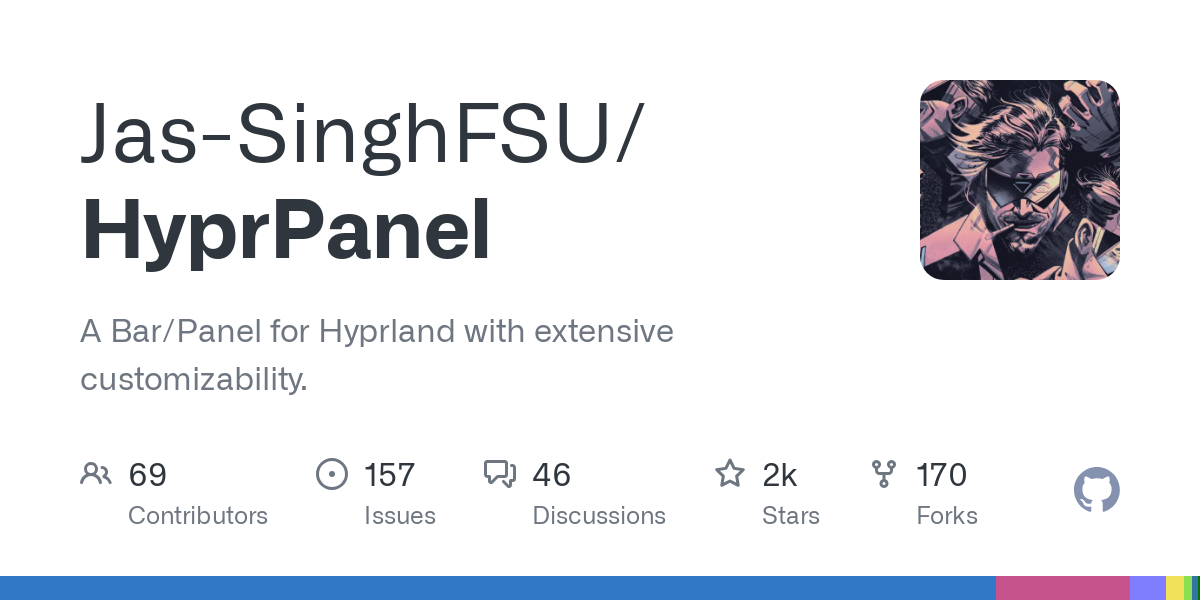 Jas-SinghFSU/
HyprPanel
A Bar/Panel for Hyprland with extensive
customizability.
69
Contributors
157
Issues
46
Discussions
2k
Stars
170
Forks